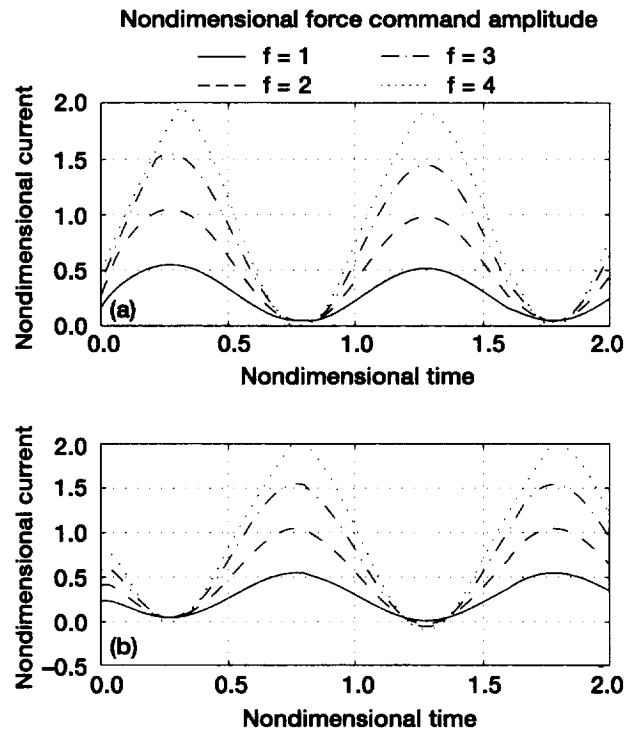 Nondimensional force command amplitude
f = 1
f = 3
f = 2
f = 4
Nondimensional current
2.0
1.5
1.0
0.5
0.0
(a)
0.0
0.5
1.0
1.5
2.0
Nondimensional time
Nondimensional current
2.0
1.5
1.0
0.5
0.0
−0.5
(b)
0.0
0.5
1.0
1.5
2.0
Nondimensional time